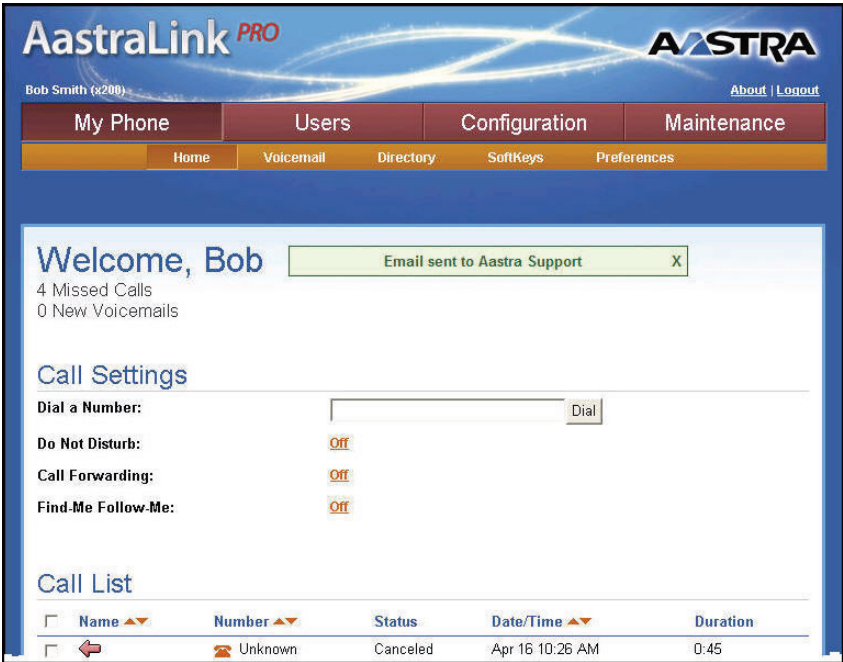 AastraLink PRO
AASTRA
Bob Smith (x200)
About | Logout
My Phone Users Configuration Maintenance
Home Voicemail Directory SoftKeys Preferences
Welcome, Bob
Email sent to Aastra Support X
4 Missed Calls
0 New Voicemails
Call Settings
Dial a Number: Dial
Do Not Disturb: Off
Call Forwarding: Off
Find-Me Follow-Me: Off
Call List
Name Number Status Date/Time Duration
Unknown Canceled Apr 16 10:26 AM 0:45